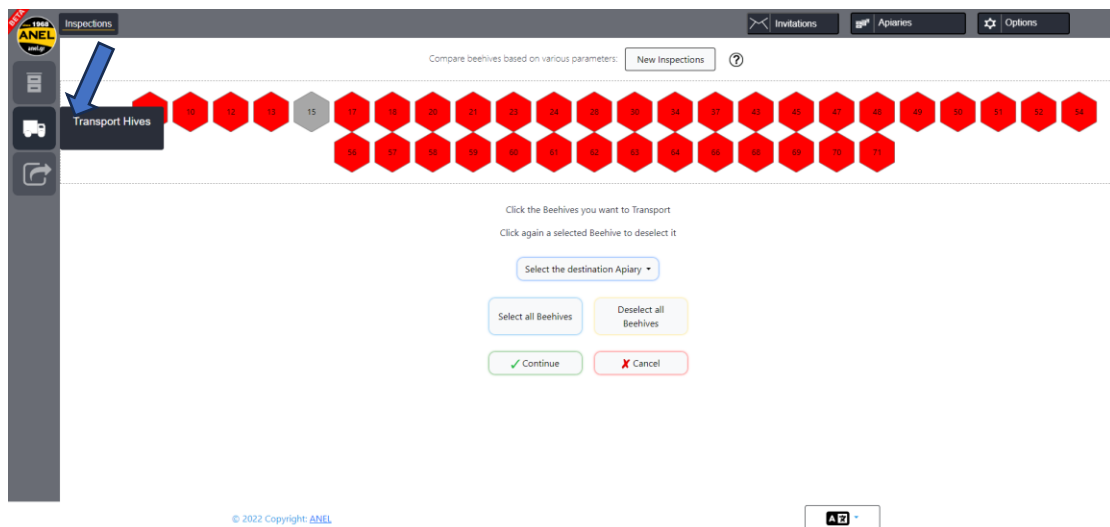 BETA
1968
ANEL
anel.gr
Inspections
Invitations
Apiaries
Options
Compare beehives based on various parameters: New Inspections ?
Transport Hives
10 12 13 15 17 18 20 21 23 24 28 30 34 37 43 45 47 48 49 50 51 52 54
56 57 58 59 60 61 62 63 64 66 68 69 70 71
Click the Beehives you want to Transport
Click again a selected Beehive to deselect it
Select the destination Apiary
Select all Beehives
Deselect all
Beehives
✓ Continue
✗ Cancel
© 2022 Copyright: ANEL